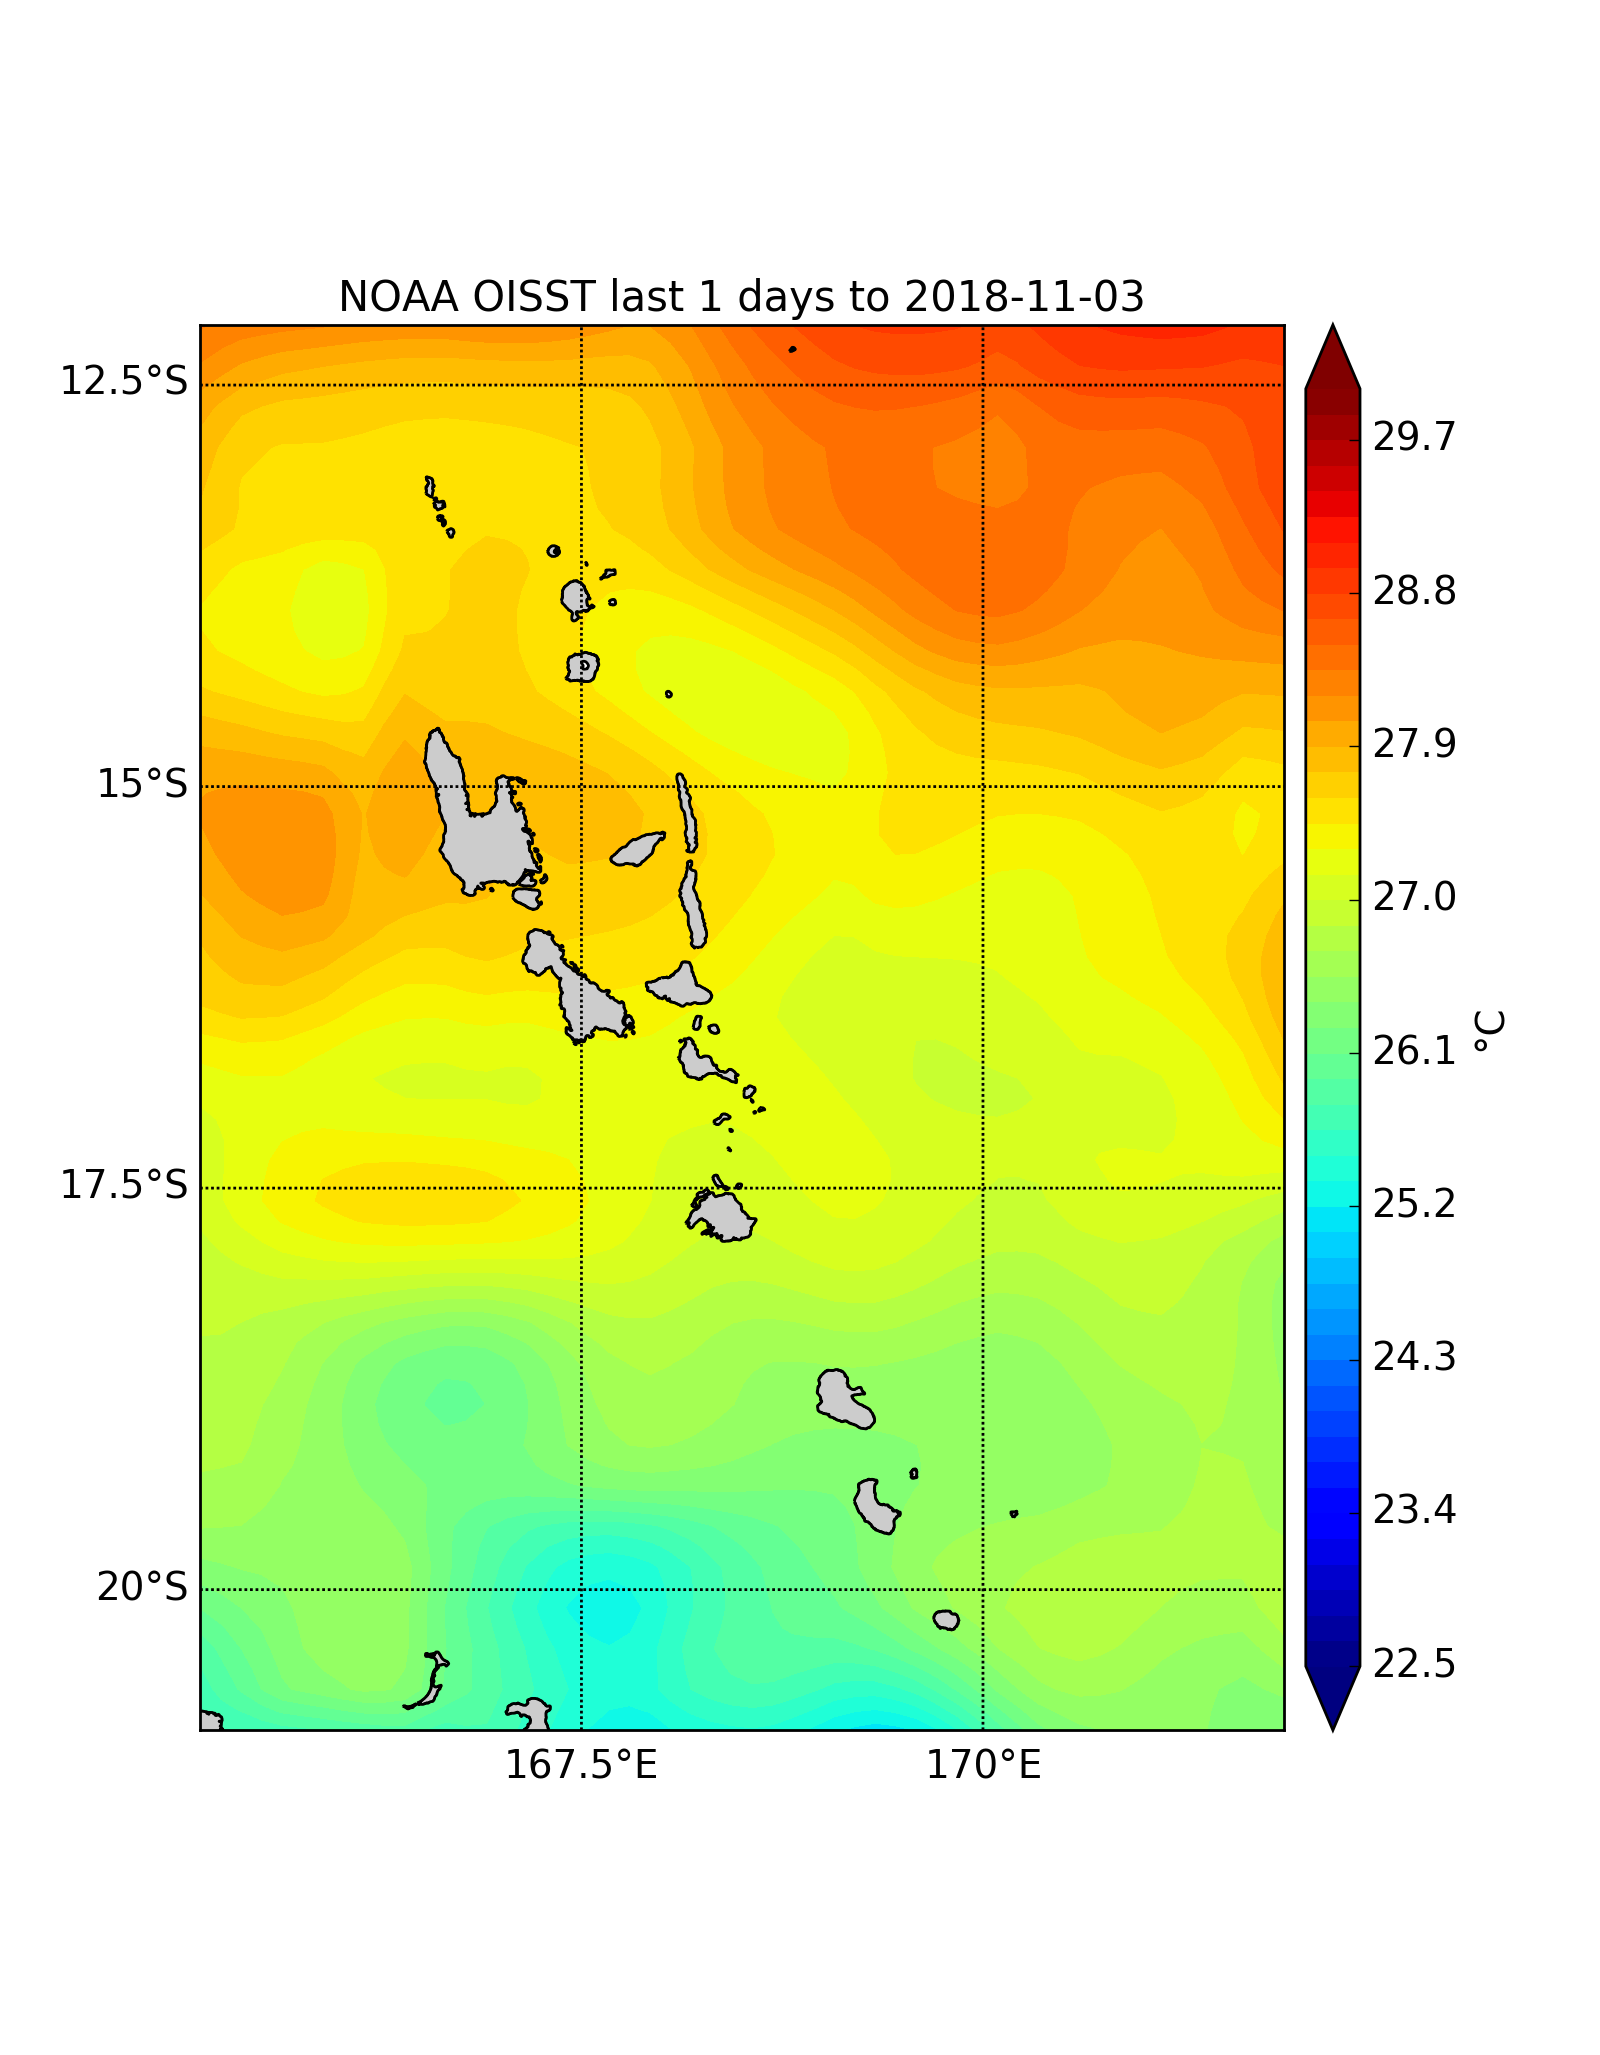 NOAA OISST last 1 days to 2018-11-03
12.5°S
15°S
17.5°S
20°S
167.5°E
170°E
29.7
28.8
27.9
27.0
26.1
25.2
24.3
23.4
22.5
°C